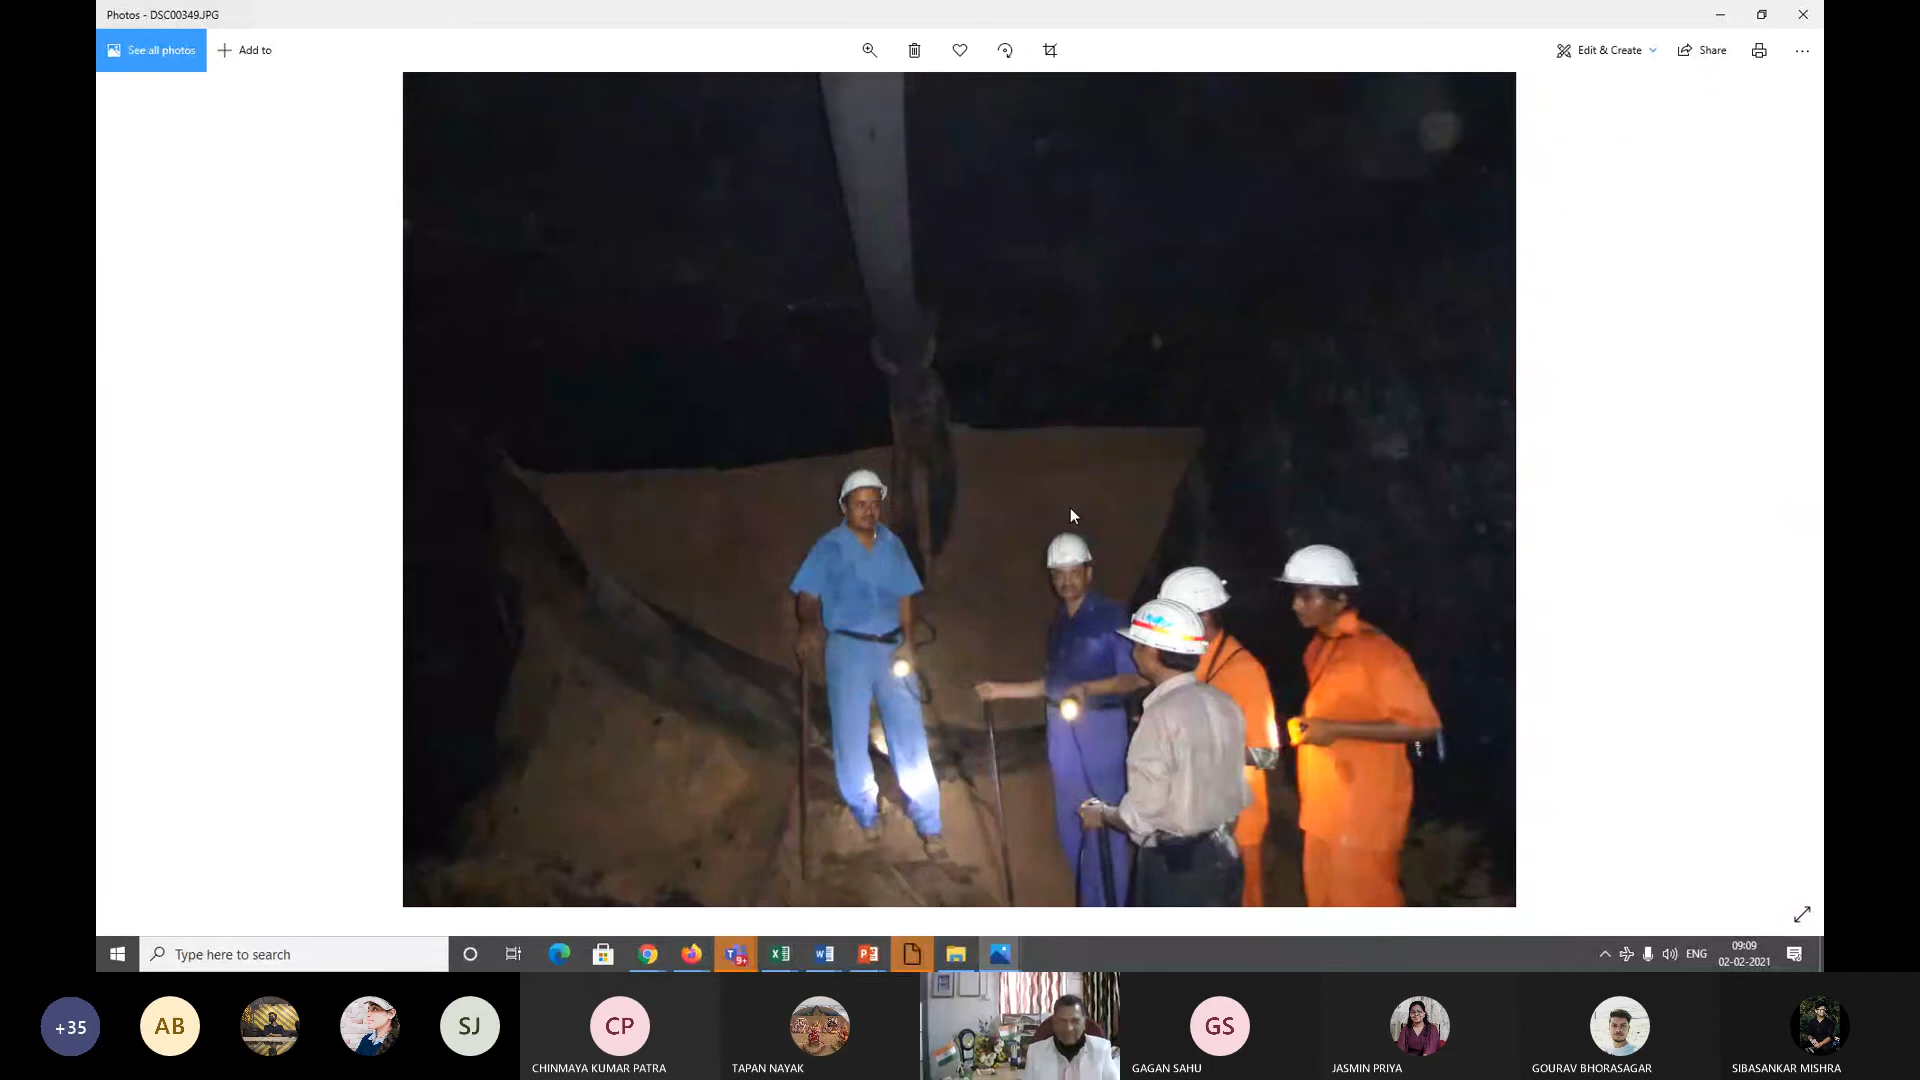 Photos - DSC00349.JPG
See all photos
Add to
Edit & Create
Share
Type here to search
9+
ENG
09:09
02-02-2021
+35
AB
SJ
CP
CHINMAYA KUMAR PATRA
TAPAN NAYAK
GS
GAGAN SAHU
JASMIN PRIYA
GOURAV BHORASAGAR
SIBASANKAR MISHRA